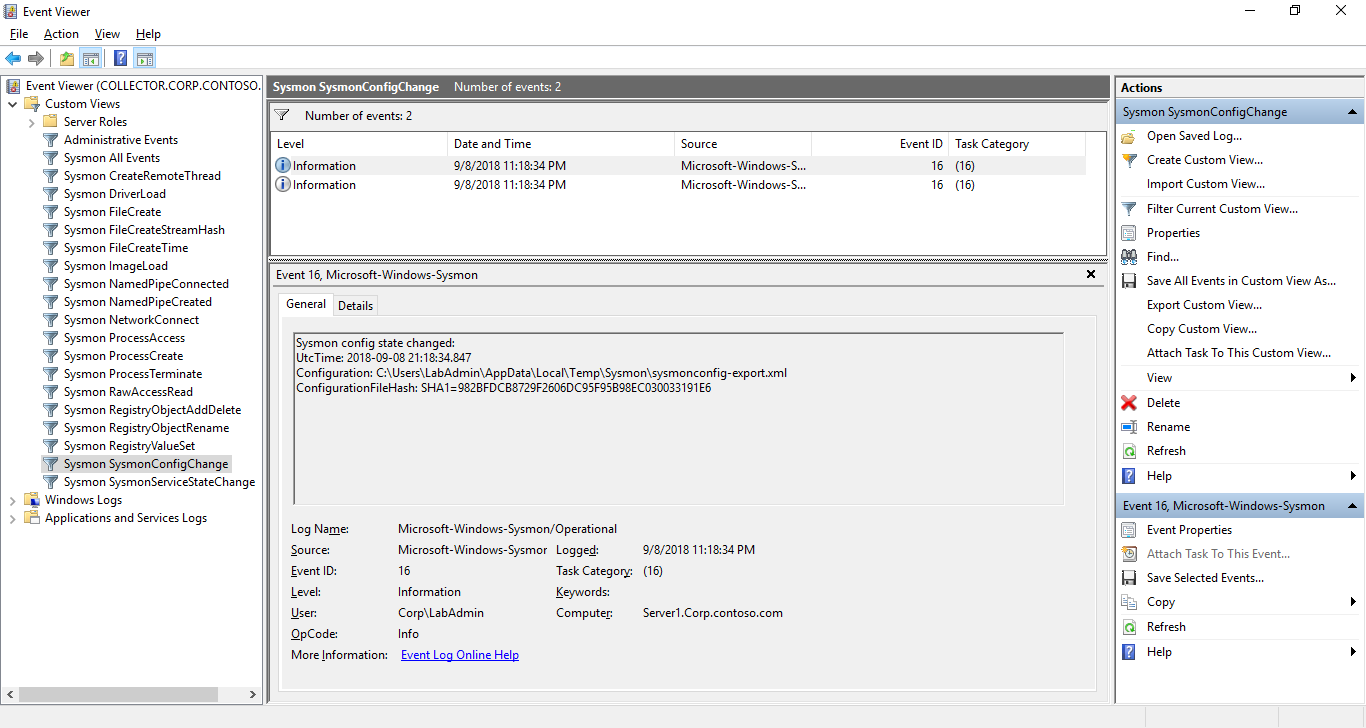 Event Viewer
File Action View Help
Event Viewer (COLLECTOR.CORP.CONTOSO.
Custom Views
Server Roles
Administrative Events
Sysmon All Events
Sysmon CreateRemoteThread
Sysmon DriverLoad
Sysmon FileCreate
Sysmon FileCreateStreamHash
Sysmon FileCreateTime
Sysmon ImageLoad
Sysmon NamedPipeConnected
Sysmon NamedPipeCreated
Sysmon NetworkConnect
Sysmon ProcessAccess
Sysmon ProcessCreate
Sysmon ProcessTerminate
Sysmon RawAccessRead
Sysmon RegistryObjectAddDelete
Sysmon RegistryObjectRename
Sysmon RegistryValueSet
Sysmon SysmonConfigChange
Sysmon SysmonServiceStateChange
Windows Logs
Applications and Services Logs
Sysmon SysmonConfigChange Number of events: 2
Number of events: 2
Level Date and Time Source Event ID Task Category
Information 9/8/2018 11:18:34 PM Microsoft-Windows-S... 16 (16)
Information 9/8/2018 11:18:34 PM Microsoft-Windows-S... 16 (16)
Event 16, Microsoft-Windows-Sysmon
General Details
Sysmon config state changed:
UtcTime: 2018-09-08 21:18:34.847
Configuration: C:\Users\LabAdmin\AppData\Local\Temp\Sysmon\sysmonconfig-export.xml
ConfigurationFileHash: SHA1=982BFDCB8729F2606DC95F95B98EC030033191E6
Log Name: Microsoft-Windows-Sysmon/Operational
Source: Microsoft-Windows-Sysmor Logged: 9/8/2018 11:18:34 PM
Event ID: 16 Task Category: (16)
Level: Information Keywords:
User: Corp\LabAdmin Computer: Server1.Corp.contoso.com
OpCode: Info
More Information: Event Log Online Help
Actions
Sysmon SysmonConfigChange
Open Saved Log...
Create Custom View...
Import Custom View...
Filter Current Custom View...
Properties
Find...
Save All Events in Custom View As...
Export Custom View...
Copy Custom View...
Attach Task To This Custom View...
View
Delete
Rename
Refresh
Help
Event 16, Microsoft-Windows-Sysmon
Event Properties
Attach Task To This Event...
Save Selected Events...
Copy
Refresh
Help